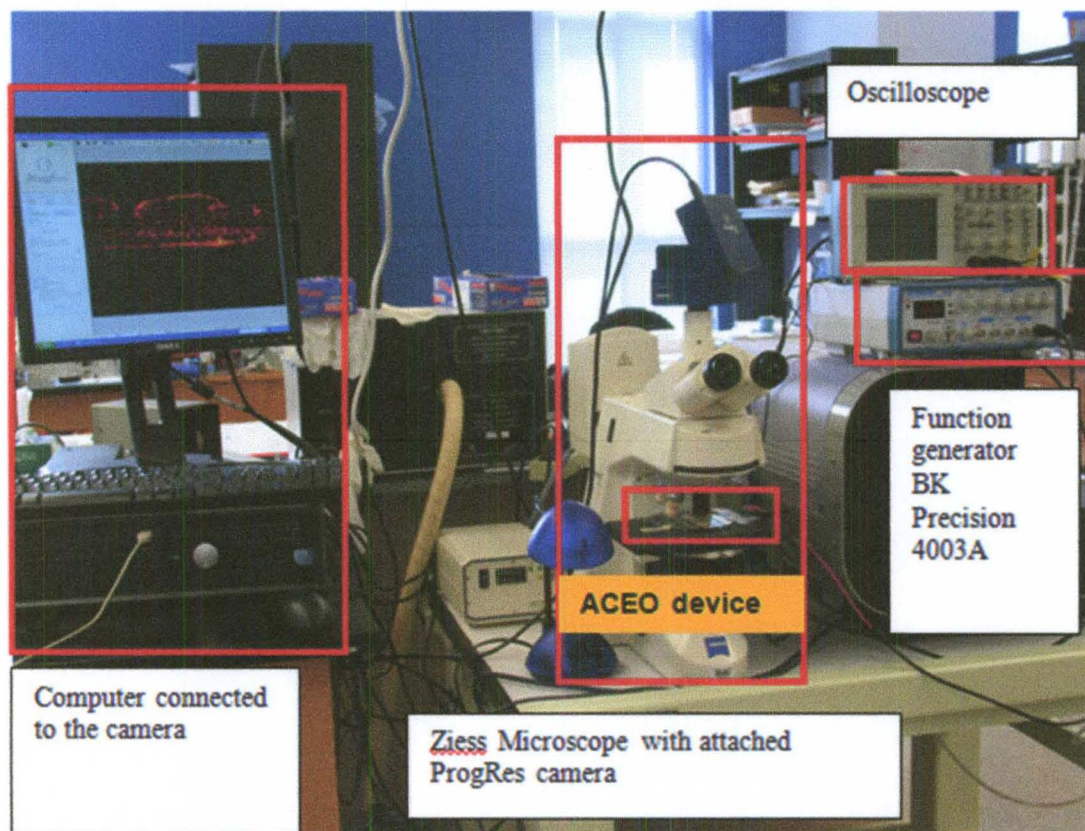 Oscilloscope
Function
generator
BK
Precision
4003A
ACEO device
Computer connected
to the camera
Ziess Microscope with attached
ProgRes camera